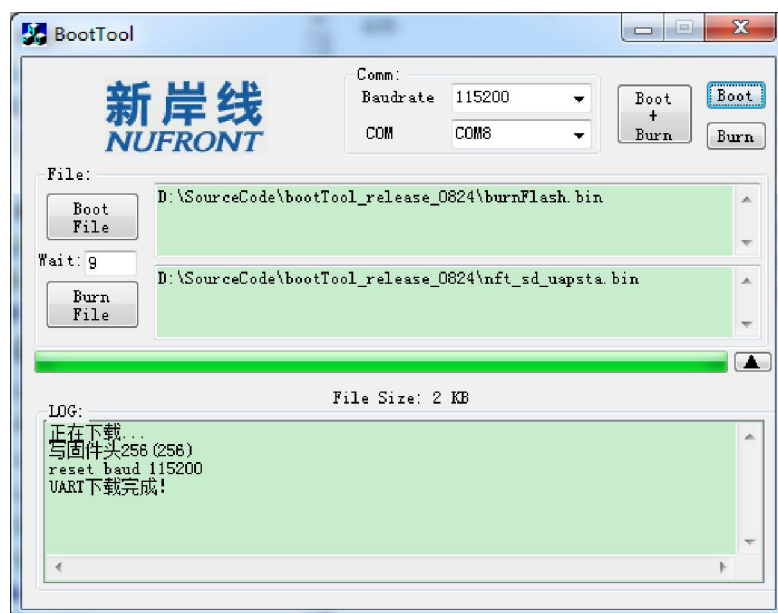 BootTool
新岸线
NUFRONT
Comm:
Baudrate 115200
COM COM8
Boot
+
Burn
Boot
Burn
File:
Boot
File
D:\SourceCode\bootTool_release_0824\burnFlash.bin
Wait: 9
Burn
File
D:\SourceCode\bootTool_release_0824\nft_sd_uapsta.bin
File Size: 2 KB
LOG:
正在下载...
写固件头256(256)
reset baud 115200
UART下载完成!